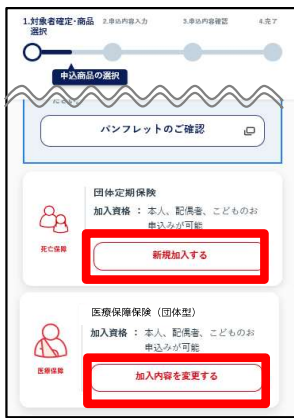 1.対象者確定・商品
選択
2.申込内容入力
3.申込内容確認
4.完了
申込商品の選択
パンフレットのご確認
団体定期保険
加入資格 ： 本人、配偶者、こどものお
申込みが可能
死亡保障
新規加入する
医療保障保険（団体型）
加入資格 ： 本人、配偶者、こどものお
申込みが可能
医療保障
加入内容を変更する